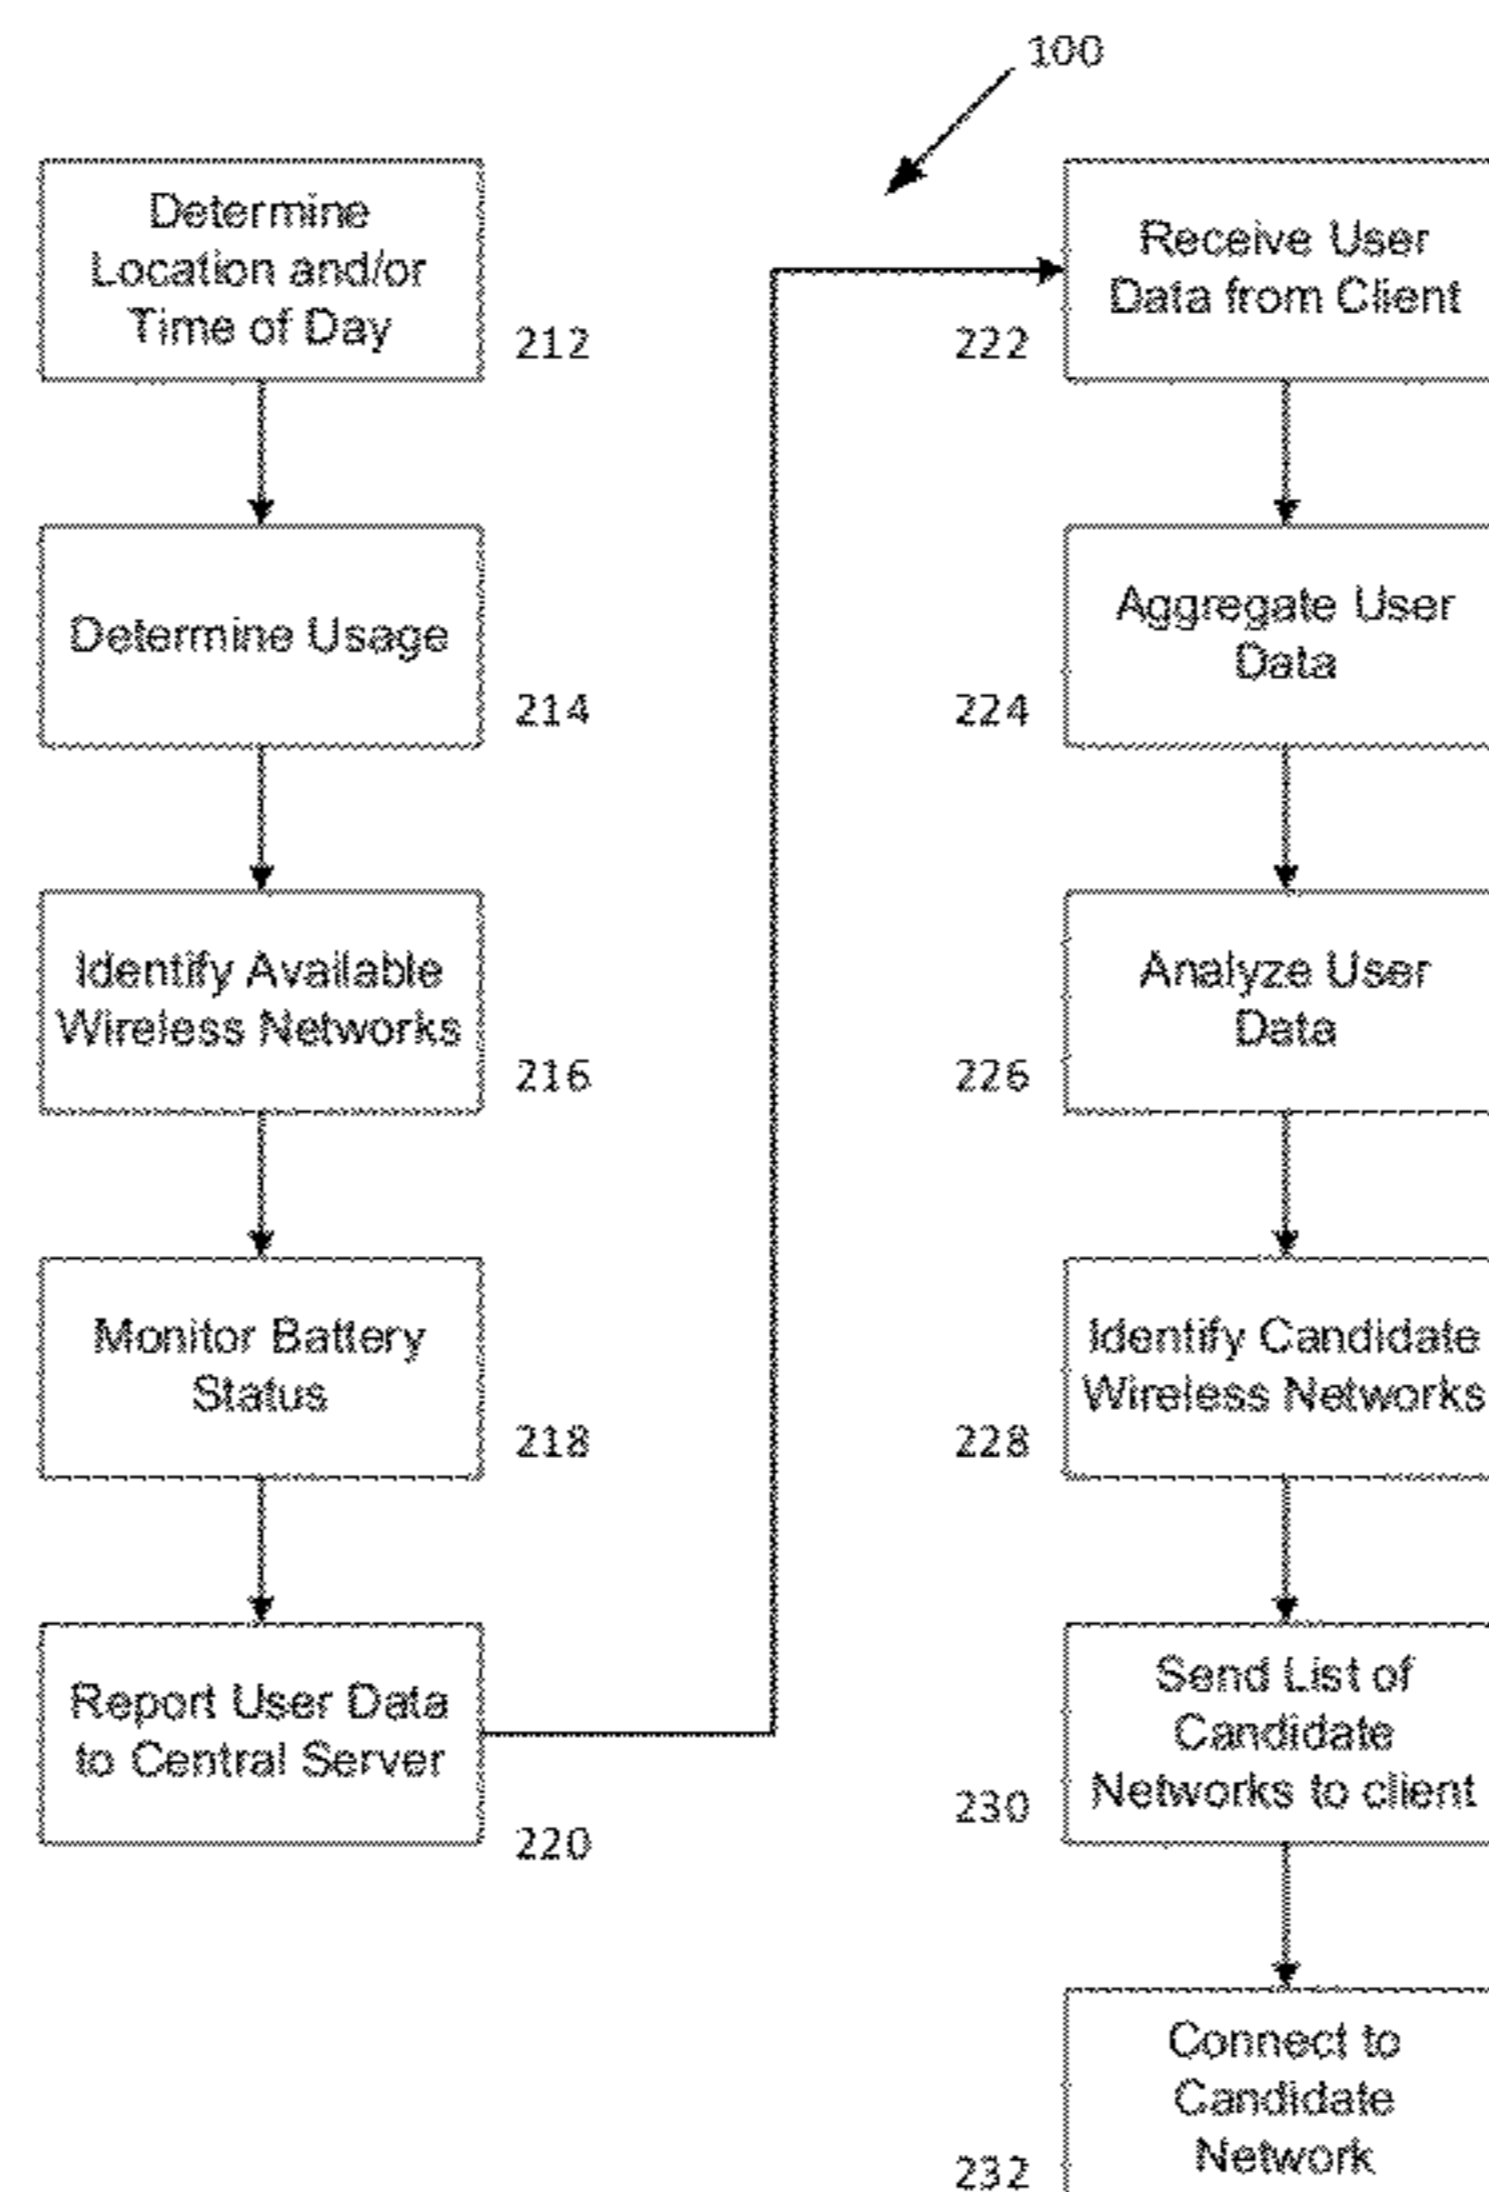 100
Determine
Location and/or
Time of Day
212
Determine Usage
214
Identify Available
Wireless Networks
216
Monitor Battery
Status
218
Report User Data
to Central Server
220
Receive User
Data from Client
222
Aggregate User
Data
224
Analyze User
Data
226
Identify Candidate
Wireless Networks
228
Send List of
Candidate
Networks to client
230
Connect to
Candidate
Network
232